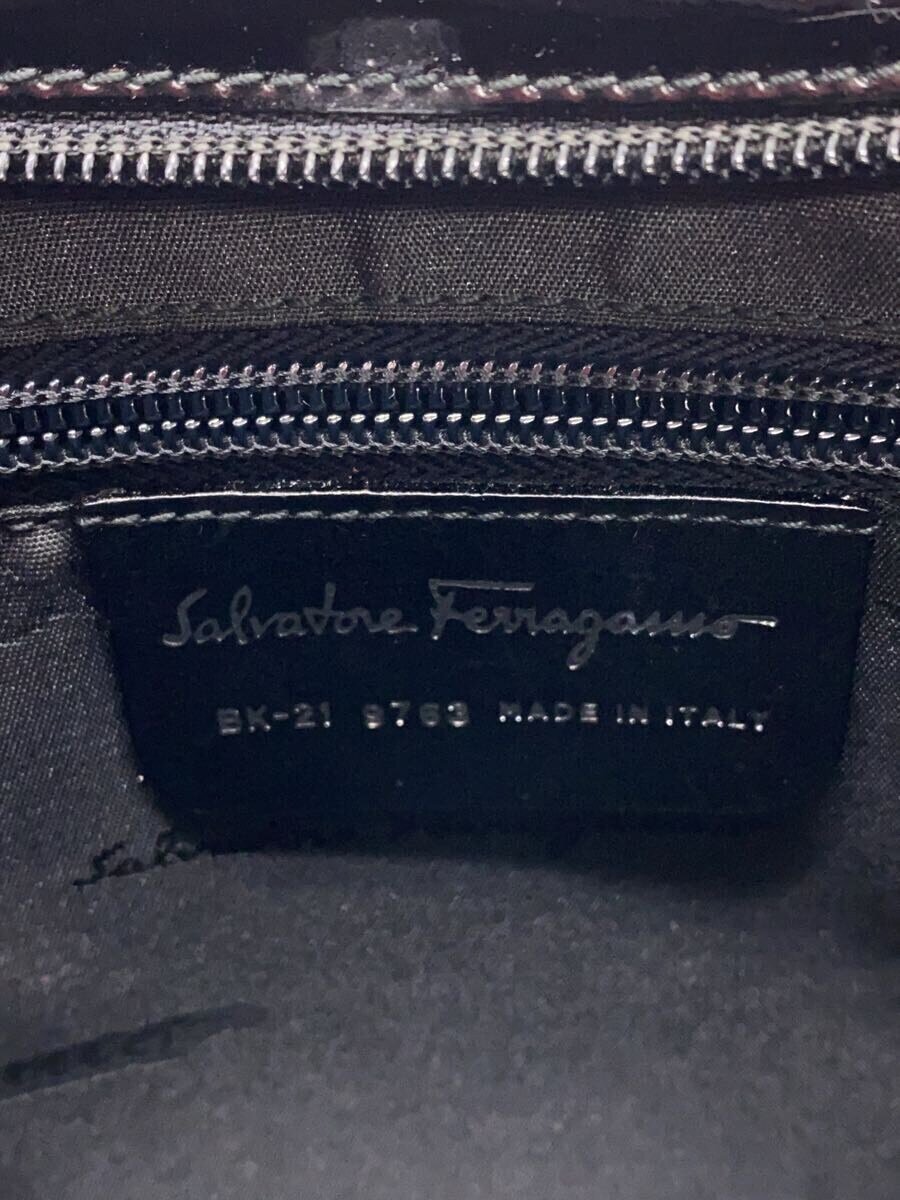 Salvatore Ferragamo
BK-21 9763 MADE IN ITALY